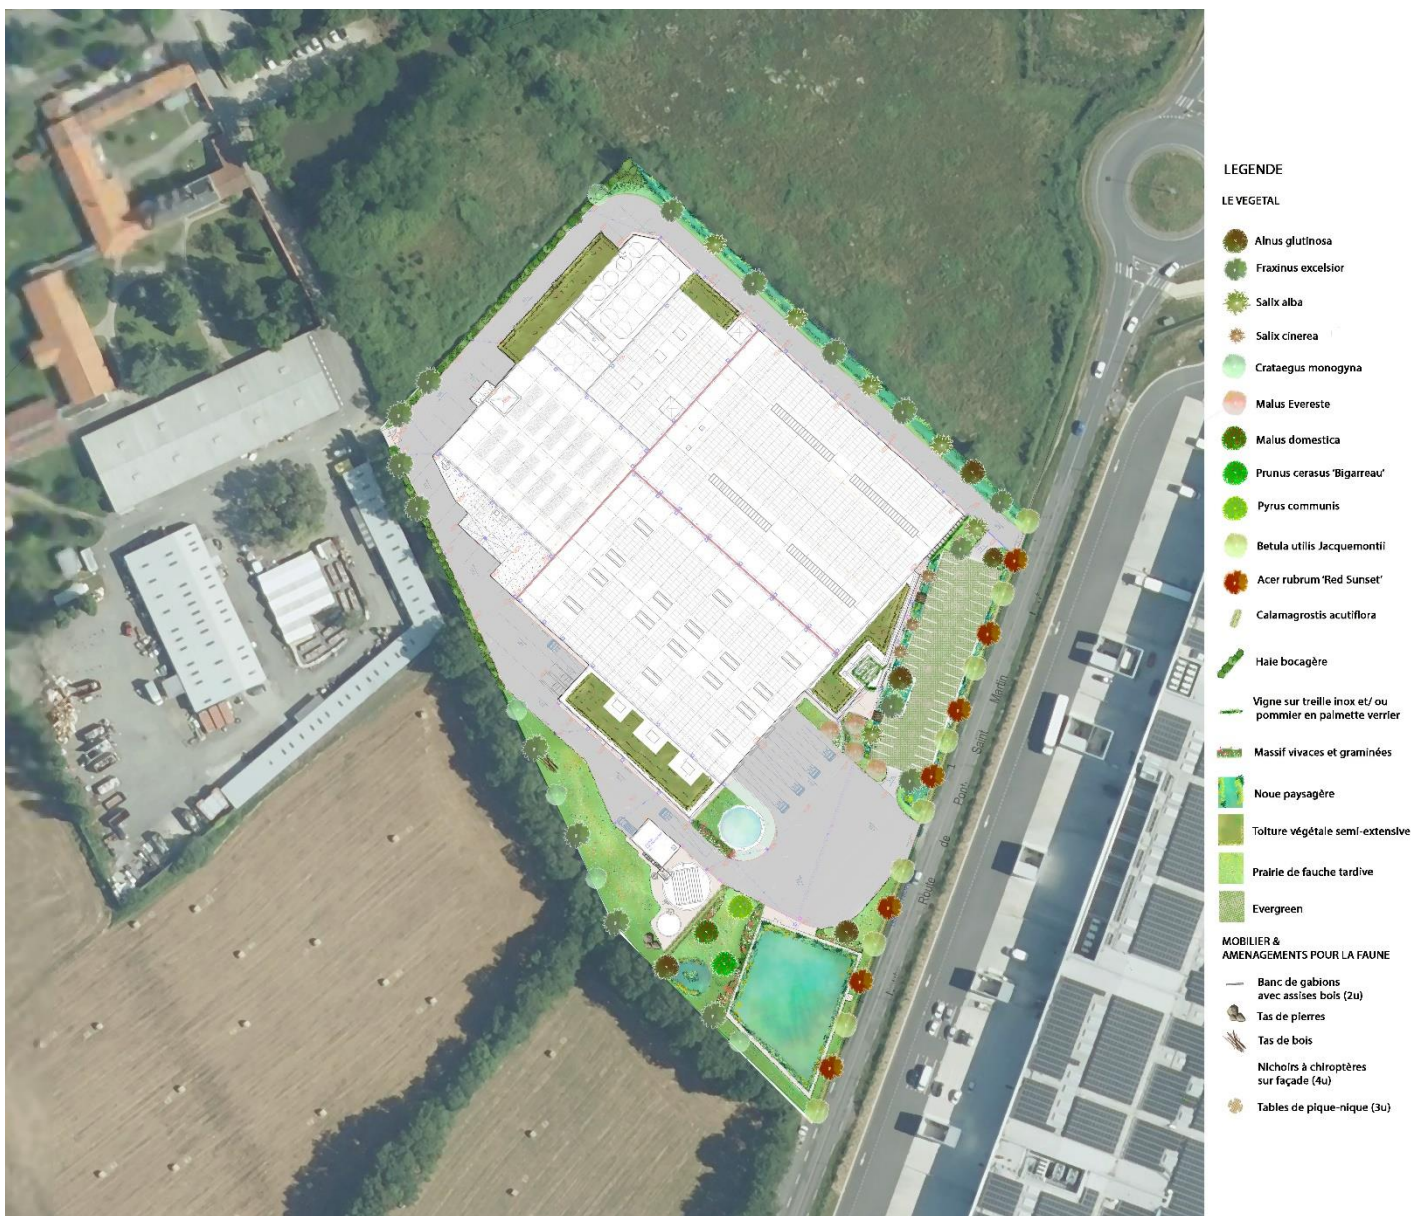 LEGENDE
LE VEGETAL
Alnus glutinosa
Fraxinus excelsior
Salix alba
Salix cinerea
Crataegus monogyna
Malus Evereste
Malus domestica
Prunus cerasus 'Bigarreau'
Pyrus communis
Betula utilis Jacquemontii
Acer rubrum 'Red Sunset'
Calamagrostis acutiflora
Haie bocagère
Vigne sur treille inox et/ ou
pommier en palmette verrier
Massif vivaces et graminées
Noue paysagère
Toiture végétale semi-extensive
Prairie de fauche tardive
Evergreen
MOBILIER &
AMENAGEMENTS POUR LA FAUNE
Banc de gabions
avec assises bois (2u)
Tas de pierres
Tas de bois
Nichoirs à chiroptères
sur façade (4u)
Tables de pique-nique (3u)
Route de Pont Saint Martin